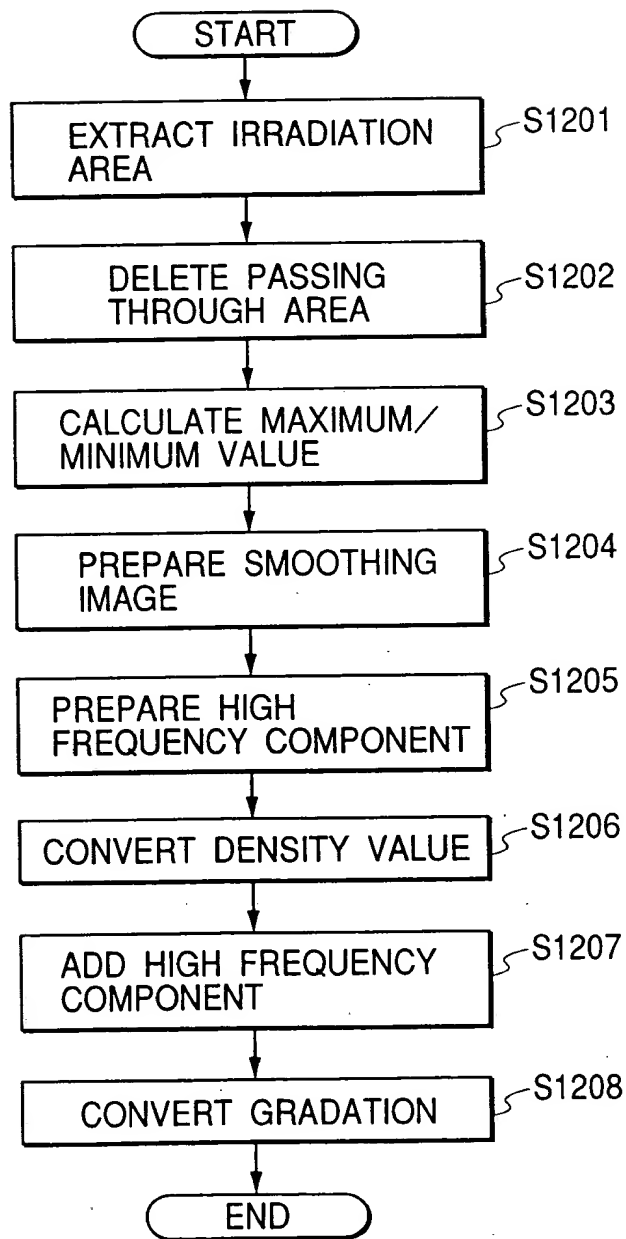 START
EXTRACT IRRADIATION
AREA
S1201
DELETE PASSING
THROUGH AREA
S1202
CALCULATE MAXIMUM/
MINIMUM VALUE
S1203
PREPARE SMOOTHING
IMAGE
S1204
PREPARE HIGH
FREQUENCY COMPONENT
S1205
CONVERT DENSITY VALUE
S1206
ADD HIGH FREQUENCY
COMPONENT
S1207
CONVERT GRADATION
S1208
END